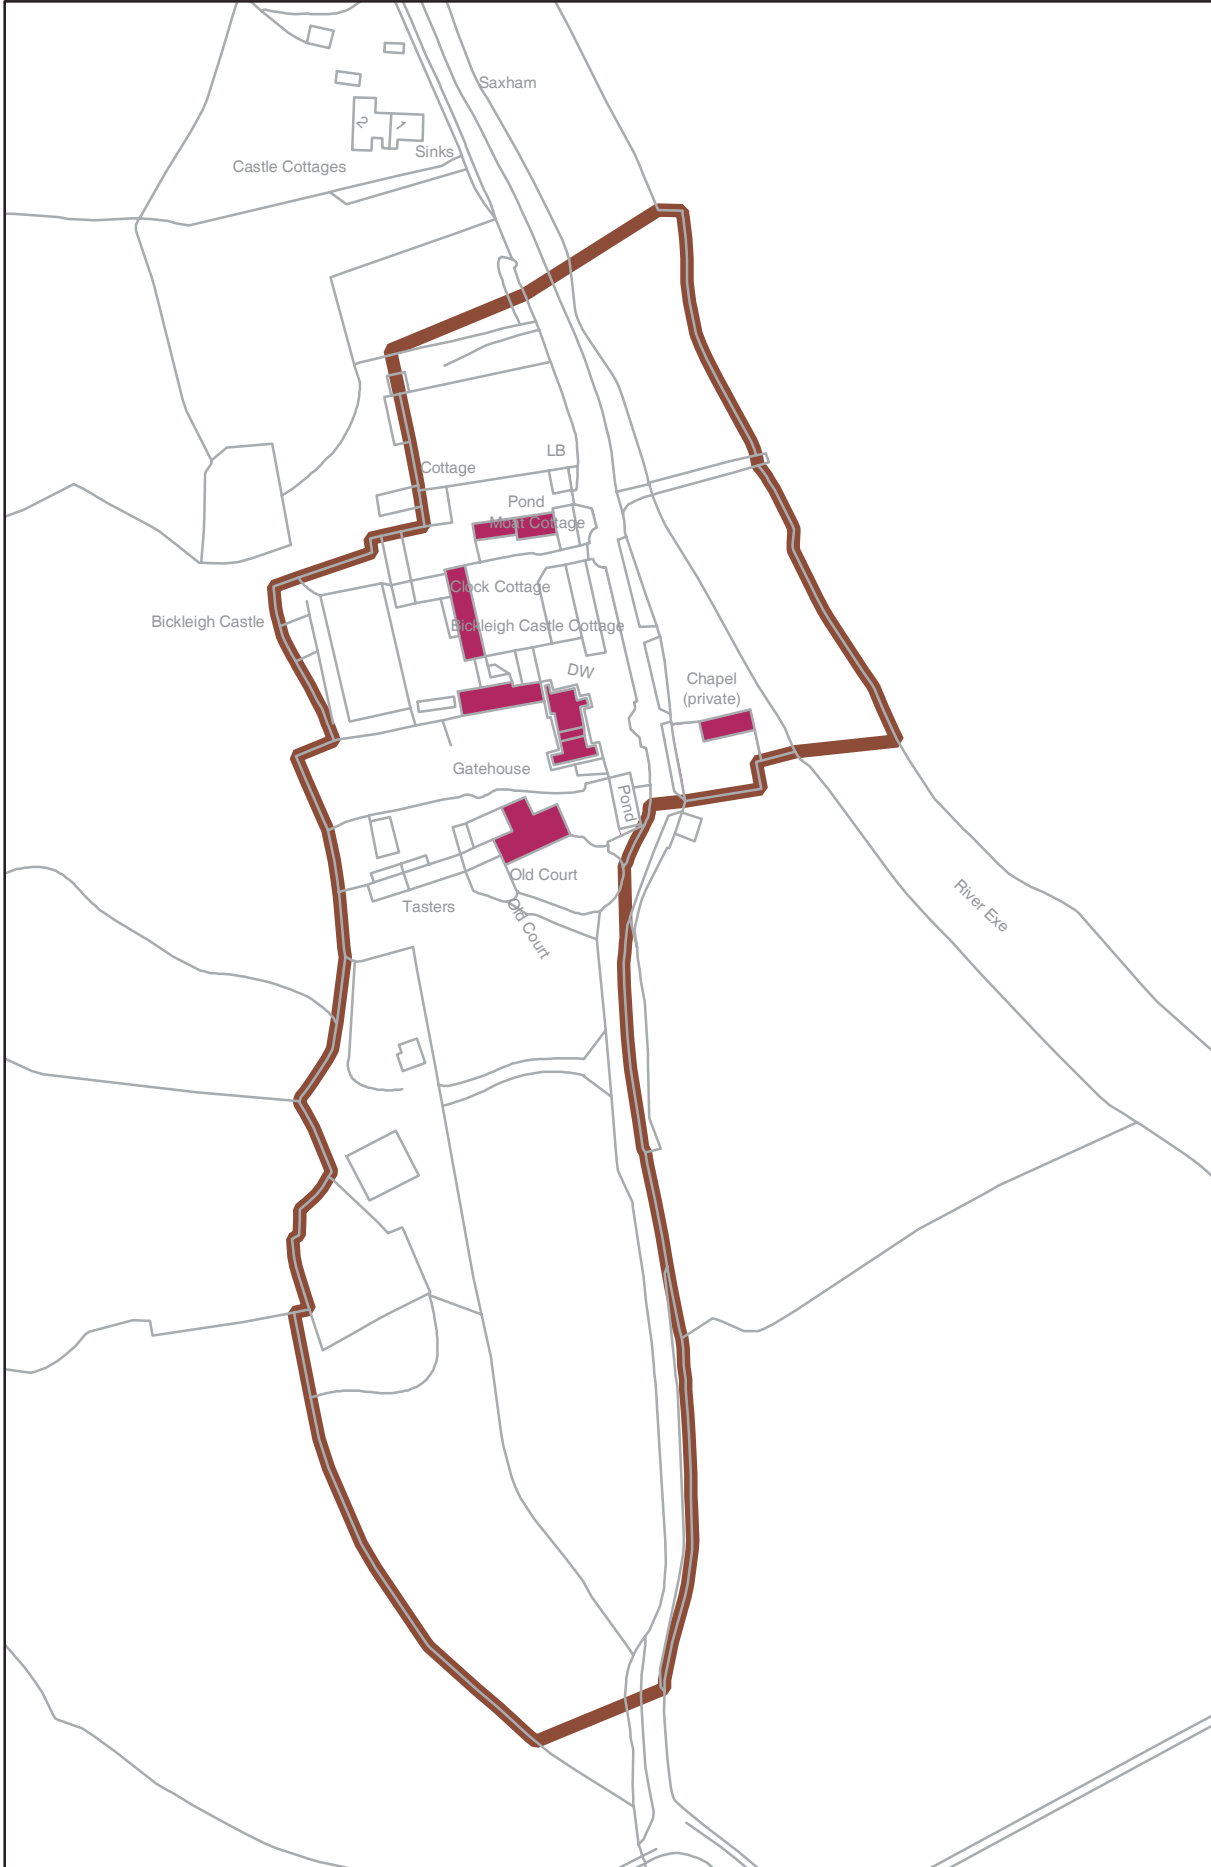 Saxham
2
1
Sinks
Castle Cottages
LB
Cottage
Pond
Moat Cottage
Clock Cottage
Bickleigh Castle
Bickleigh Castle Cottage
DW
Chapel
(private)
Gatehouse
Pond
Old Court
Tasters
Old Court
River Exe